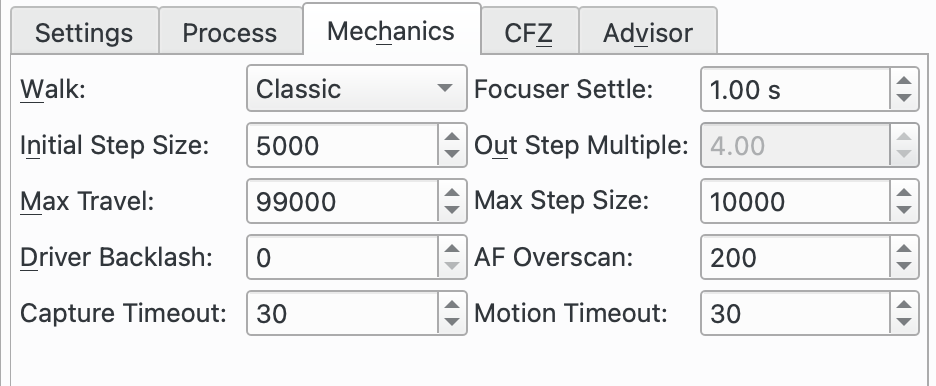 Settings Process Mechanics CFZ Advisor
Walk: Classic Focuser Settle: 1.00 s
Initial Step Size: 5000 Out Step Multiple: 4.00
Max Travel: 99000 Max Step Size: 10000
Driver Backlash: 0 AF Overscan: 200
Capture Timeout: 30 Motion Timeout: 30